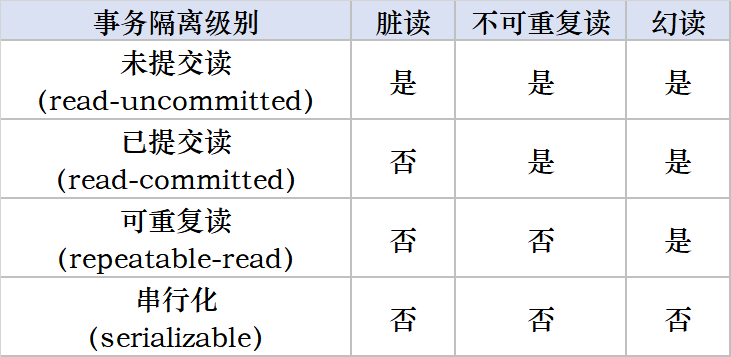 事务隔离级别 脏读 不可重复读 幻读
未提交读
(read-uncommitted) 是 是 是
已提交读
(read-committed) 否 是 是
可重复读
(repeatable-read) 否 否 是
串行化
(serializable) 否 否 否